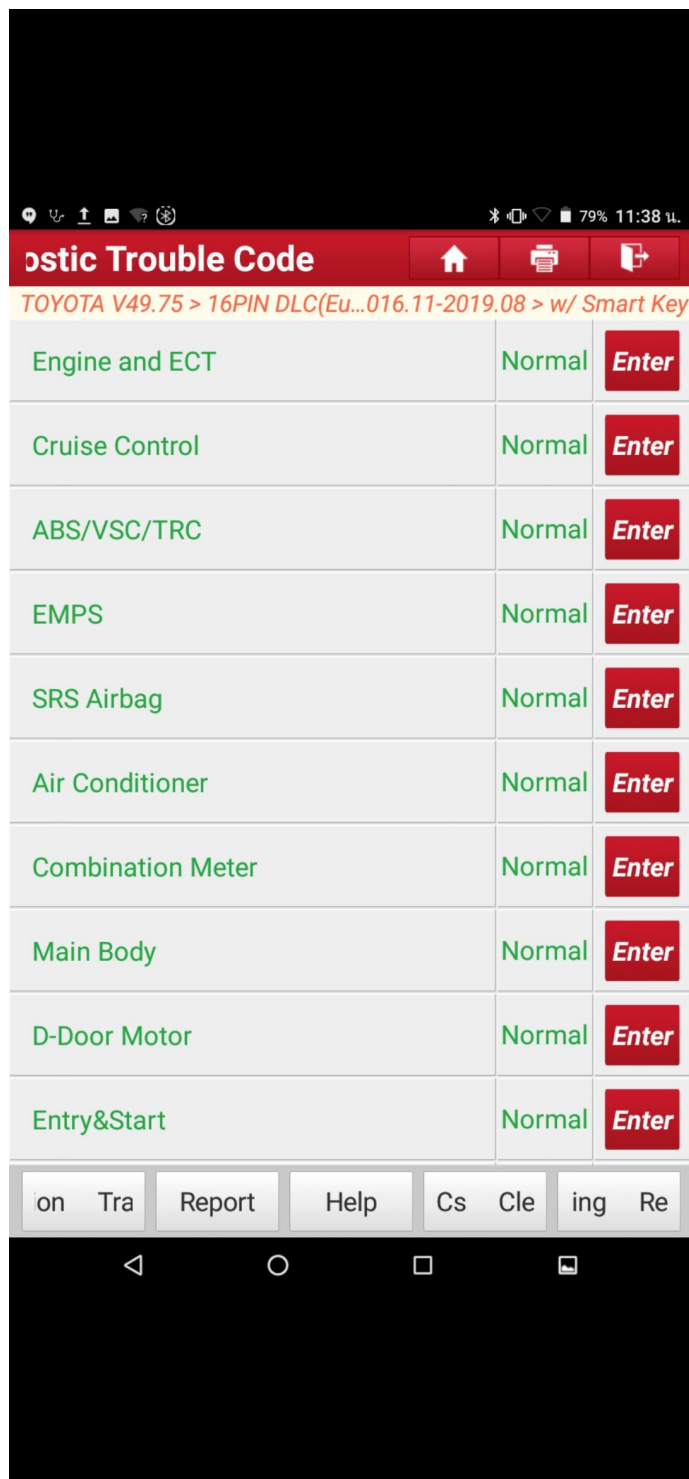 79% 11:38 น.
ostic Trouble Code
TOYOTA V49.75 > 16PIN DLC(Eu...016.11-2019.08 > w/ Smart Key
Engine and ECT Normal Enter
Cruise Control Normal Enter
ABS/VSC/TRC Normal Enter
EMPS Normal Enter
SRS Airbag Normal Enter
Air Conditioner Normal Enter
Combination Meter Normal Enter
Main Body Normal Enter
D-Door Motor Normal Enter
Entry&Start Normal Enter
ion Tra Report Help Cs Cle ing Re